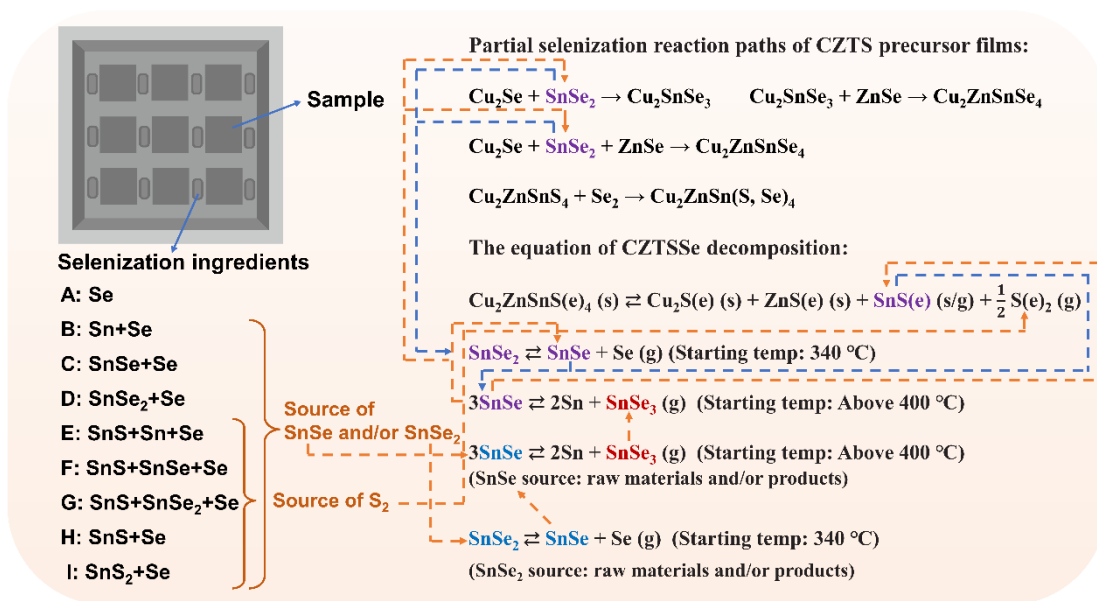 Partial selenization reaction paths of CZTS precursor films:
Cu₂Se + SnSe₂ → Cu₂SnSe₃ Cu₂SnSe₃ + ZnSe → Cu₂ZnSnSe₄
Cu₂Se + SnSe₂ + ZnSe → Cu₂ZnSnSe₄
Cu₂ZnSnS₄ + Se₂ → Cu₂ZnSn(S, Se)₄
The equation of CZTSSe decomposition:
Cu₂ZnSnS(e)₄ (s) ⇄ Cu₂S(e) (s) + ZnS(e) (s) + SnS(e) (s/g) + 1/2 S(e)₂ (g)
SnSe₂ ⇄ SnSe + Se (g) (Starting temp: 340 ℃)
3SnSe ⇄ 2Sn + SnSe₃ (g) (Starting temp: Above 400 ℃)
3SnSe ⇄ 2Sn + SnSe₃ (g) (Starting temp: Above 400 ℃)
(SnSe source: raw materials and/or products)
SnSe₂ ⇄ SnSe + Se (g) (Starting temp: 340 ℃)
(SnSe₂ source: raw materials and/or products)
Sample
Selenization ingredients
A: Se
B: Sn+Se
C: SnSe+Se
D: SnSe₂+Se
E: SnS+Sn+Se
F: SnS+SnSe+Se
G: SnS+SnSe₂+Se
H: SnS+Se
I: SnS₂+Se
Source of
SnSe and/or SnSe₂
Source of S₂